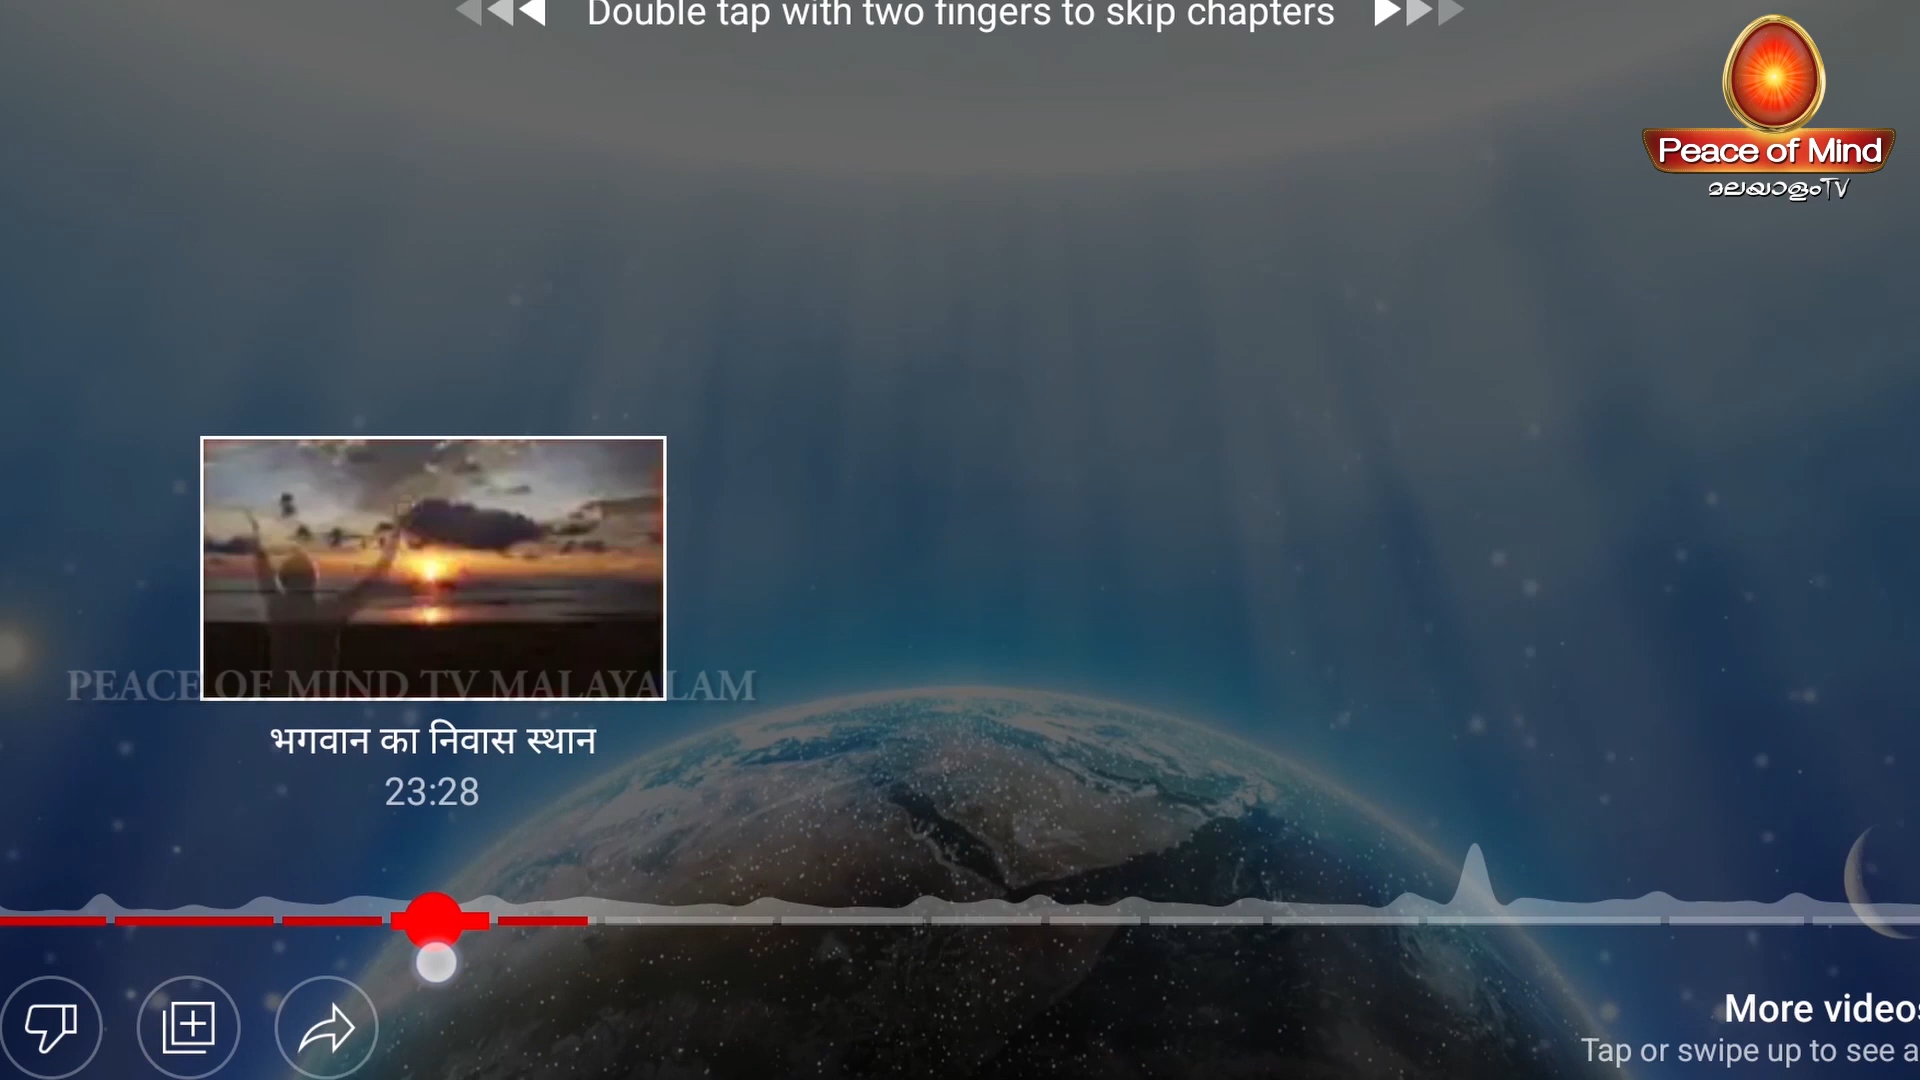 Double tap with two fingers to skip chapters
Peace of Mind
മലയാളംTV
PEACE OF MIND TV MALAYALAM
भगवान का निवास स्थान
23:28
More videos
Tap or swipe up to see a